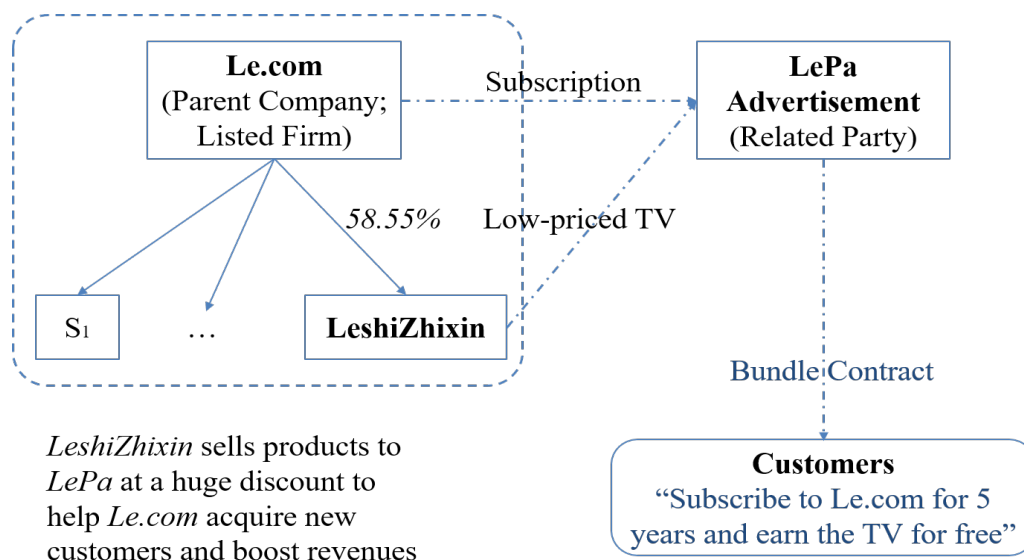 Le.com
(Parent Company;
Listed Firm)
Subscription
LePa
Advertisement
(Related Party)
58.55%
Low-priced TV
S₁
…
LeshiZhixin
Bundle Contract
LeshiZhixin sells products to
LePa at a huge discount to
help Le.com acquire new
customers and boost revenues
Customers
“Subscribe to Le.com for 5
years and earn the TV for free”